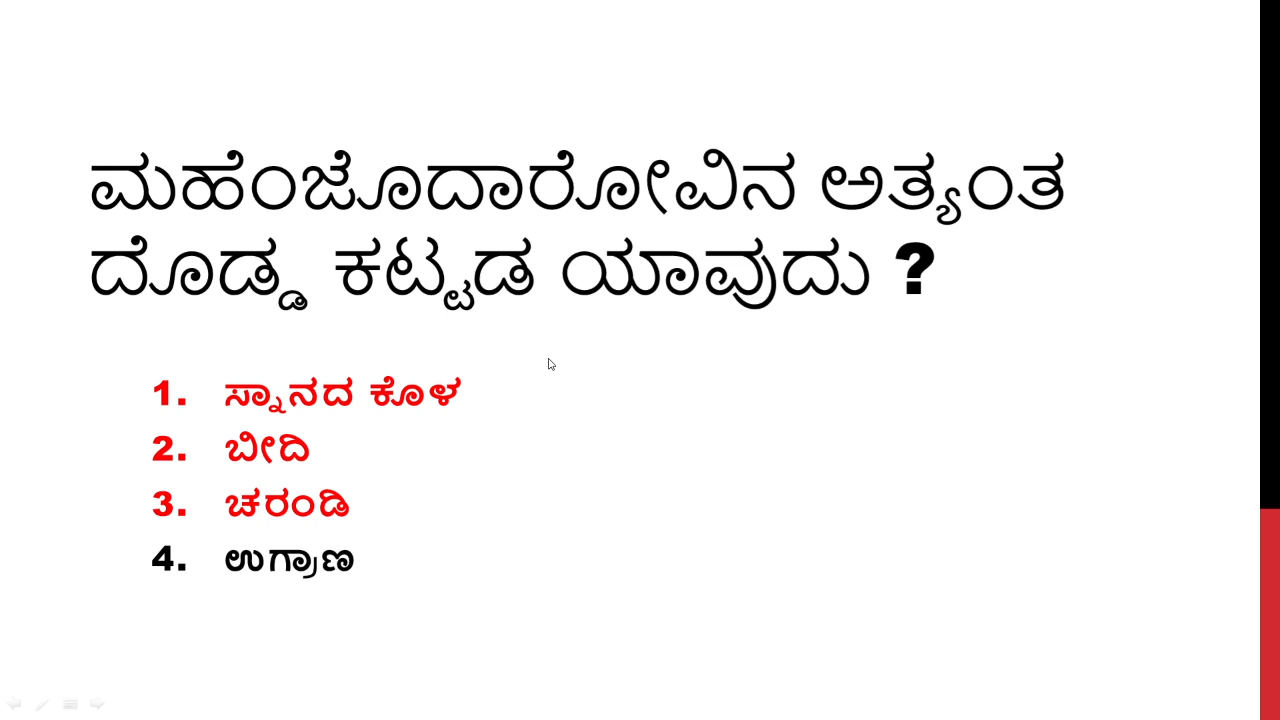 ಮಹೆಂಜೊದಾರೋವಿನ ಅತ್ಯಂತ
ದೊಡ್ಡ ಕಟ್ಟಡ ಯಾವುದು ?
1. ಸ್ನಾನದ ಕೊಳ
2. ಬೀದಿ
3. ಚರಂಡಿ
4. ಉಗ್ರಾಣ